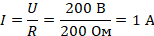 I = U/R = 200 В/200 Ом = 1 А